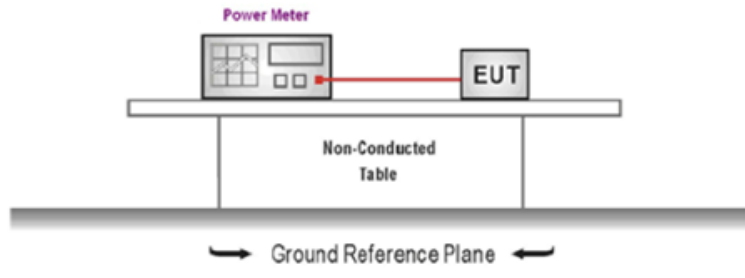 Power Meter
EUT
Non-Conducted
Table
Ground Reference Plane